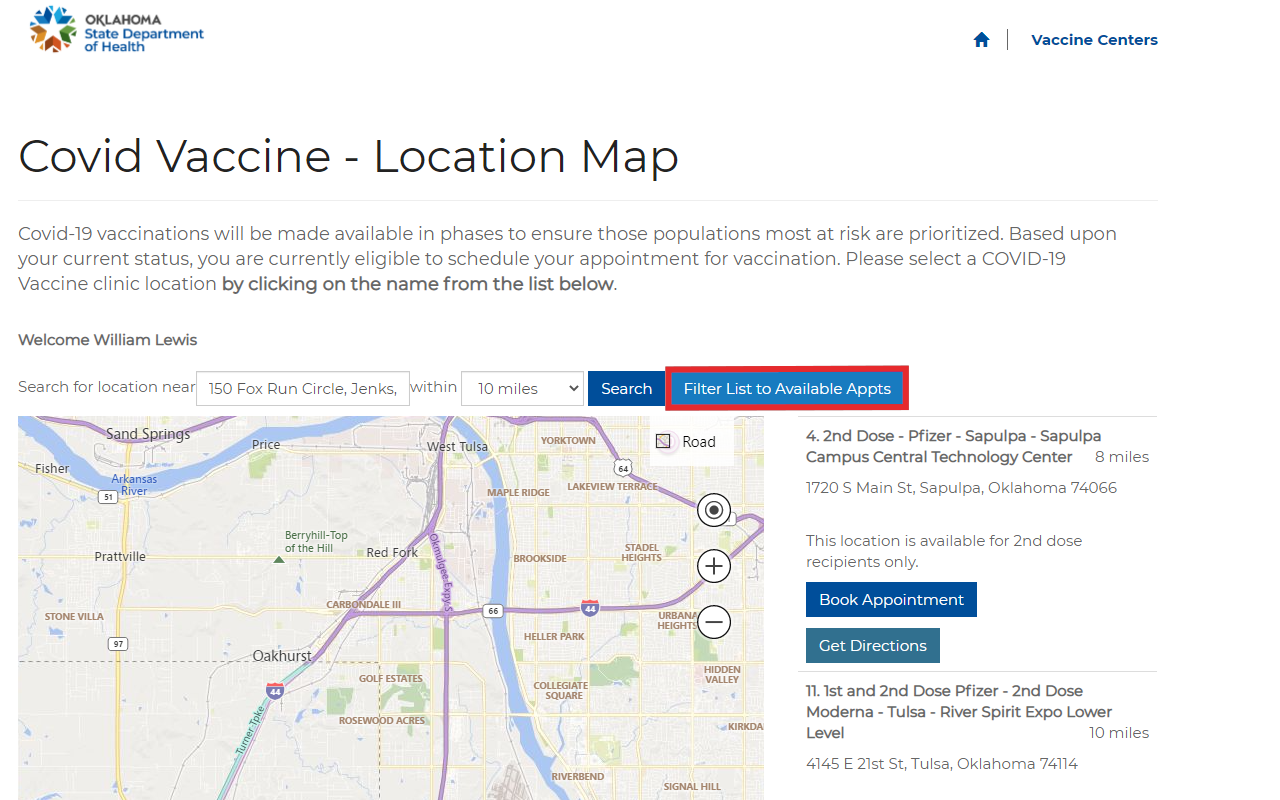 OKLAHOMA
State Department
of Health
Vaccine Centers
Covid Vaccine - Location Map
Covid-19 vaccinations will be made available in phases to ensure those populations most at risk are prioritized. Based upon
your current status, you are currently eligible to schedule your appointment for vaccination. Please select a COVID-19
Vaccine clinic location by clicking on the name from the list below.
Welcome William Lewis
Search for location near 150 Fox Run Circle, Jenks, within 10 miles Search Filter List to Available Appts
Sand Springs
Price
West Tulsa
YORKTOWN
Road
Fisher
64
Arkansas
River
51
MAPLE RIDGE
LAKEVIEW TERRACE
Berryhill-Top
of the Hill
Prattville
Red Fork
Okmulgee Expy S
BROOKSIDE
STADEL
HEIGHTS
CARBONDALE III
66
44
STONE VILLA
URBANA
HEIGHTS
HELLER PARK
97
Oakhurst
44
GOLF ESTATES
COLLEGIATE
SQUARE
HIDDEN
VALLEY
ROSEWOOD ACRES
Turner Tpke
KIRKDA
RIVERBEND
SIGNAL HILL
4. 2nd Dose - Pfizer - Sapulpa - Sapulpa
Campus Central Technology Center 8 miles
1720 S Main St, Sapulpa, Oklahoma 74066
This location is available for 2nd dose
recipients only.
Book Appointment
Get Directions
11. 1st and 2nd Dose Pfizer - 2nd Dose
Moderna - Tulsa - River Spirit Expo Lower
Level 10 miles
4145 E 21st St, Tulsa, Oklahoma 74114